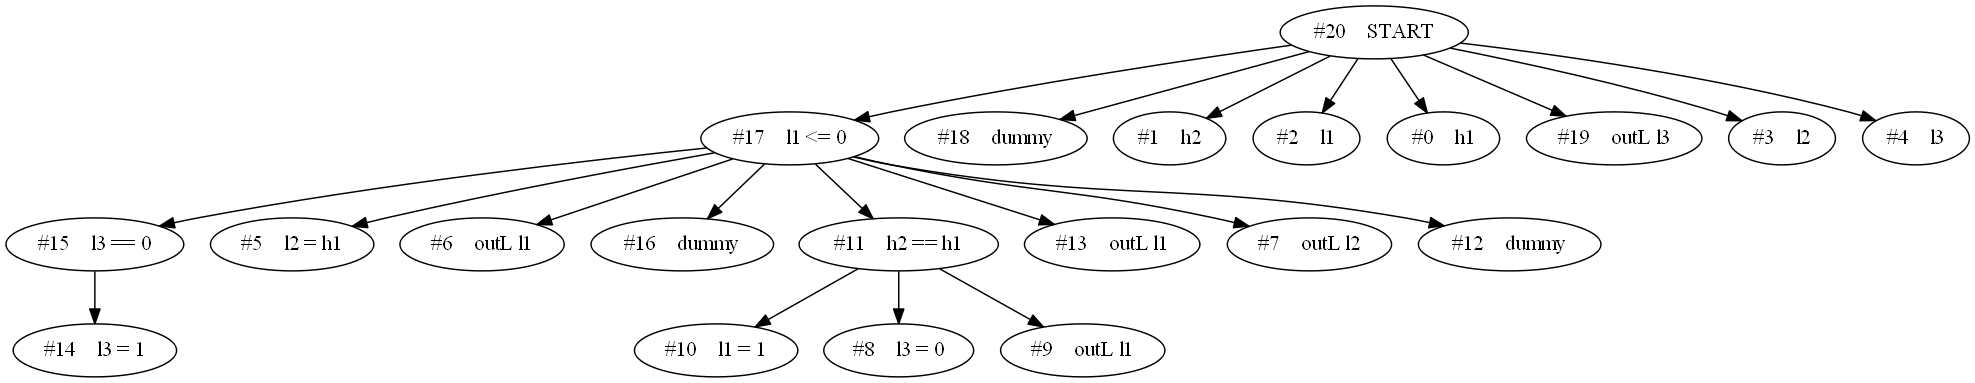 #20 START
#17 l1 <= 0
#18 dummy
#1 h2
#2 l1
#0 h1
#19 outL l3
#3 l2
#4 l3
#15 l3 == 0
#5 l2 = h1
#6 outL l1
#16 dummy
#11 h2 == h1
#13 outL l1
#7 outL l2
#12 dummy
#14 l3 = 1
#10 l1 = 1
#8 l3 = 0
#9 outL l1